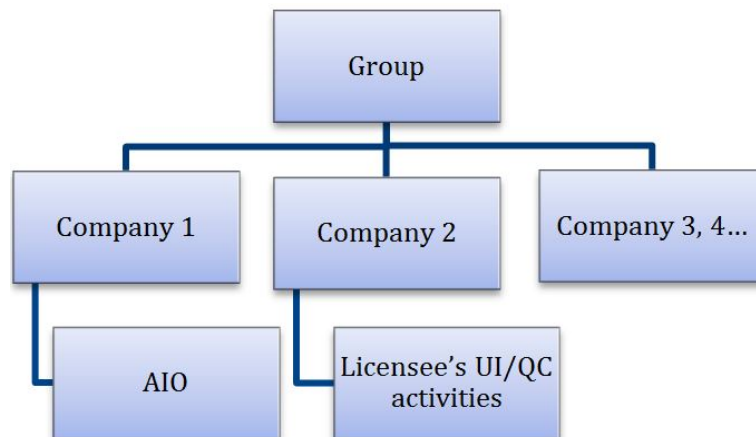 Group
Company 1
Company 2
Company 3, 4...
AIO
Licensee's UI/QC
activities